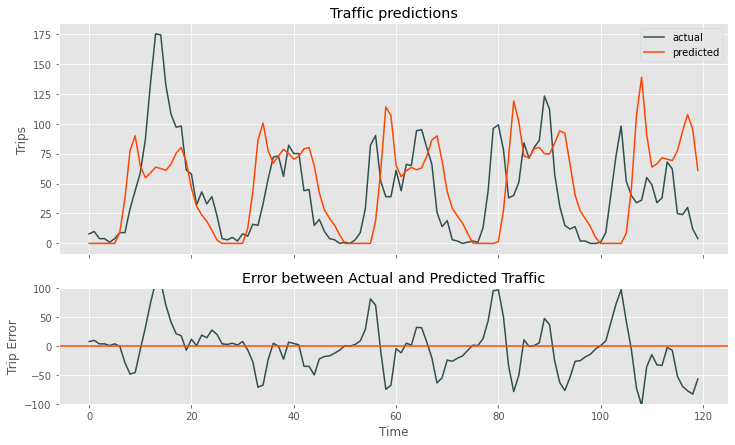 Traffic predictions
actual
predicted
175
150
125
100
75
50
25
0
Trips
Error between Actual and Predicted Traffic
100
50
0
−50
−100
Trip Error
0 20 40 60 80 100 120
Time